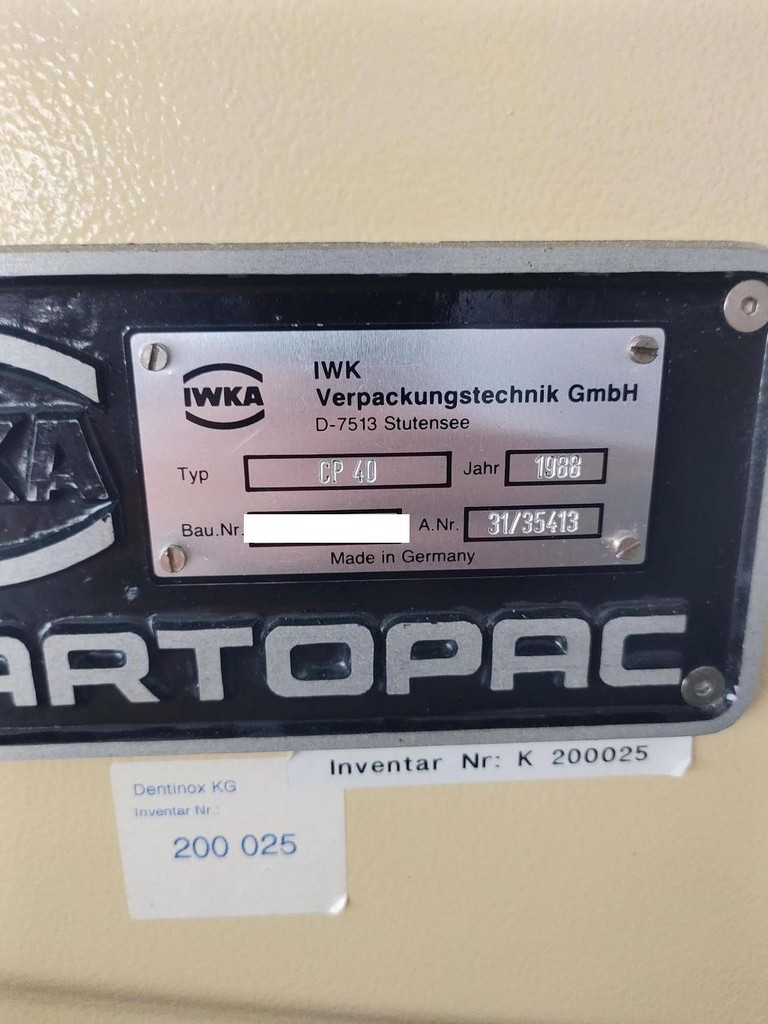 IWKA
IWK
Verpackungstechnik GmbH
D-7513 Stutensee
Typ CP 40 Jahr 1988
Bau.Nr. A.Nr. 31/35413
Made in Germany
KA
ARTOPAC
Inventar Nr: K 200025
Dentinox KG
Inventar Nr.:
200 025